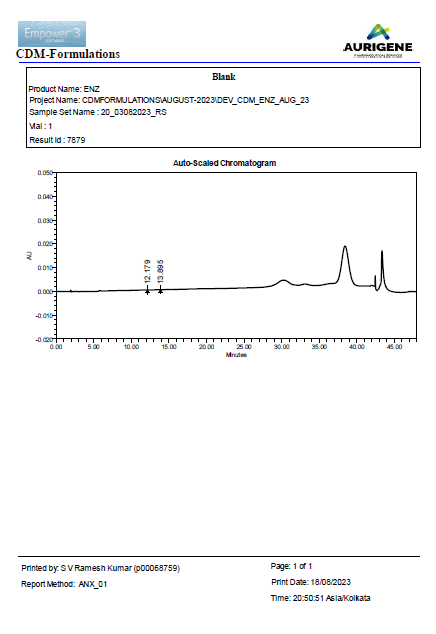 Empower 3
SOFTWARE
CDM-Formulations
AURIGENE
PHARMACEUTICAL SERVICES
Blank
Product Name: ENZ
Project Name: CDMFORMULATIONS\AUGUST-2023\DEV_CDM_ENZ_AUG_23
Sample Set Name : 20_03082023_RS
Vial : 1
Result Id : 7879
Auto-Scaled Chromatogram
AU
0.050
0.040
0.030
0.020
0.010
0.000
-0.010
-0.020
12.179
13.895
0.00 5.00 10.00 15.00 20.00 25.00 30.00 35.00 40.00 45.00
Minutes
Printed by: S V Ramesh Kumar (p00068759)
Report Method: ANX_01
Page: 1 of 1
Print Date: 18/08/2023
Time: 20:50:51 Asia/Kolkata